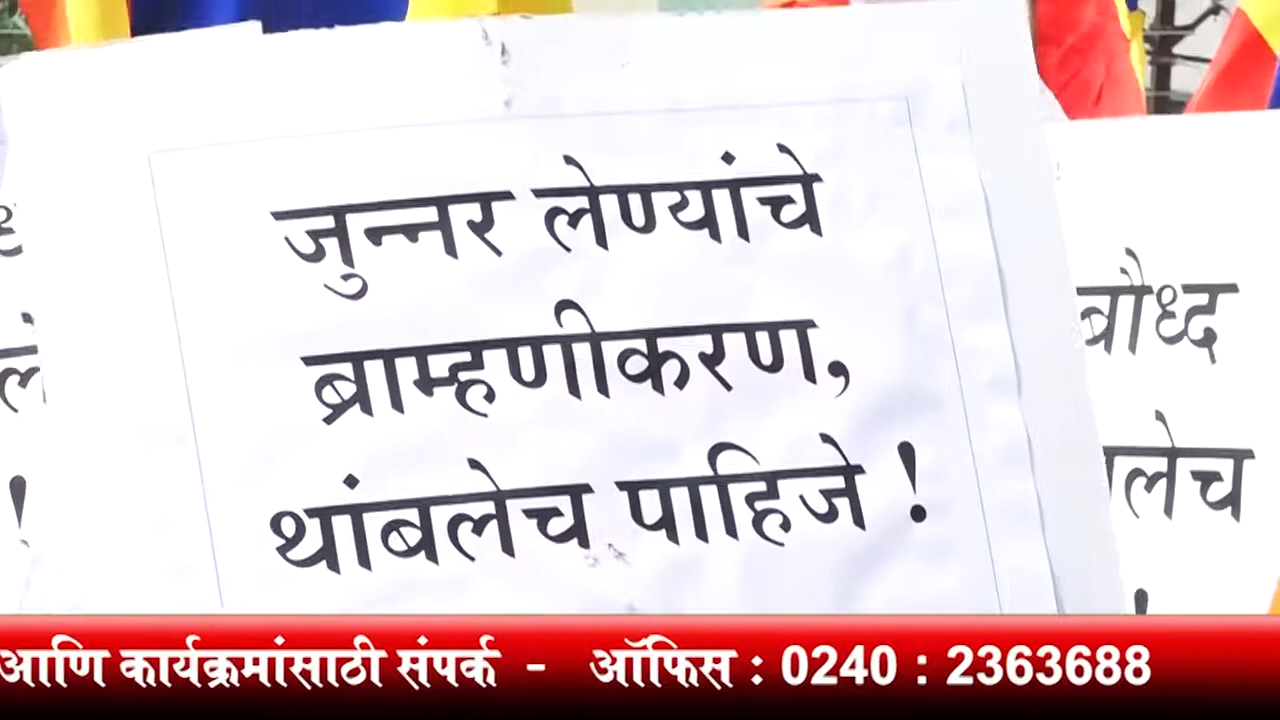 जुन्नर लेण्यांचे
ब्राम्हणीकरण,
थांबलेच पाहिजे !
बौध्द
आणि कार्यक्रमांसाठी संपर्क - ऑफिस : 0240 : 2363688